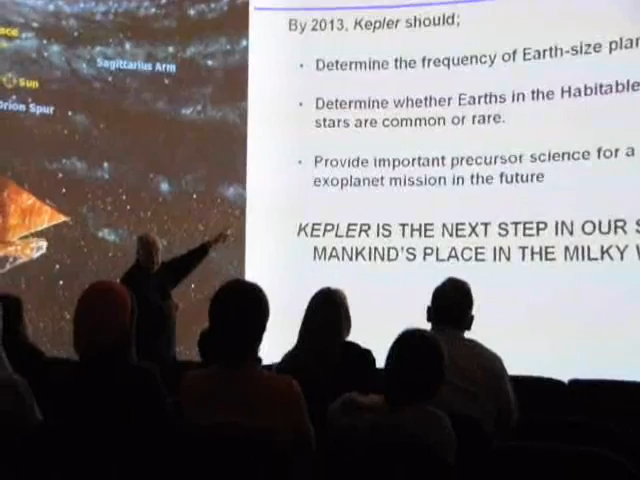 Sagittarius Arm
Sun
Orion Spur
By 2013, Kepler should;
· Determine the frequency of Earth-size
· Determine whether Earths in the Habitable
stars are common or rare.
· Provide important precursor science for a
exoplanet mission in the future
KEPLER IS THE NEXT STEP IN OUR
MANKIND'S PLACE IN THE MILKY